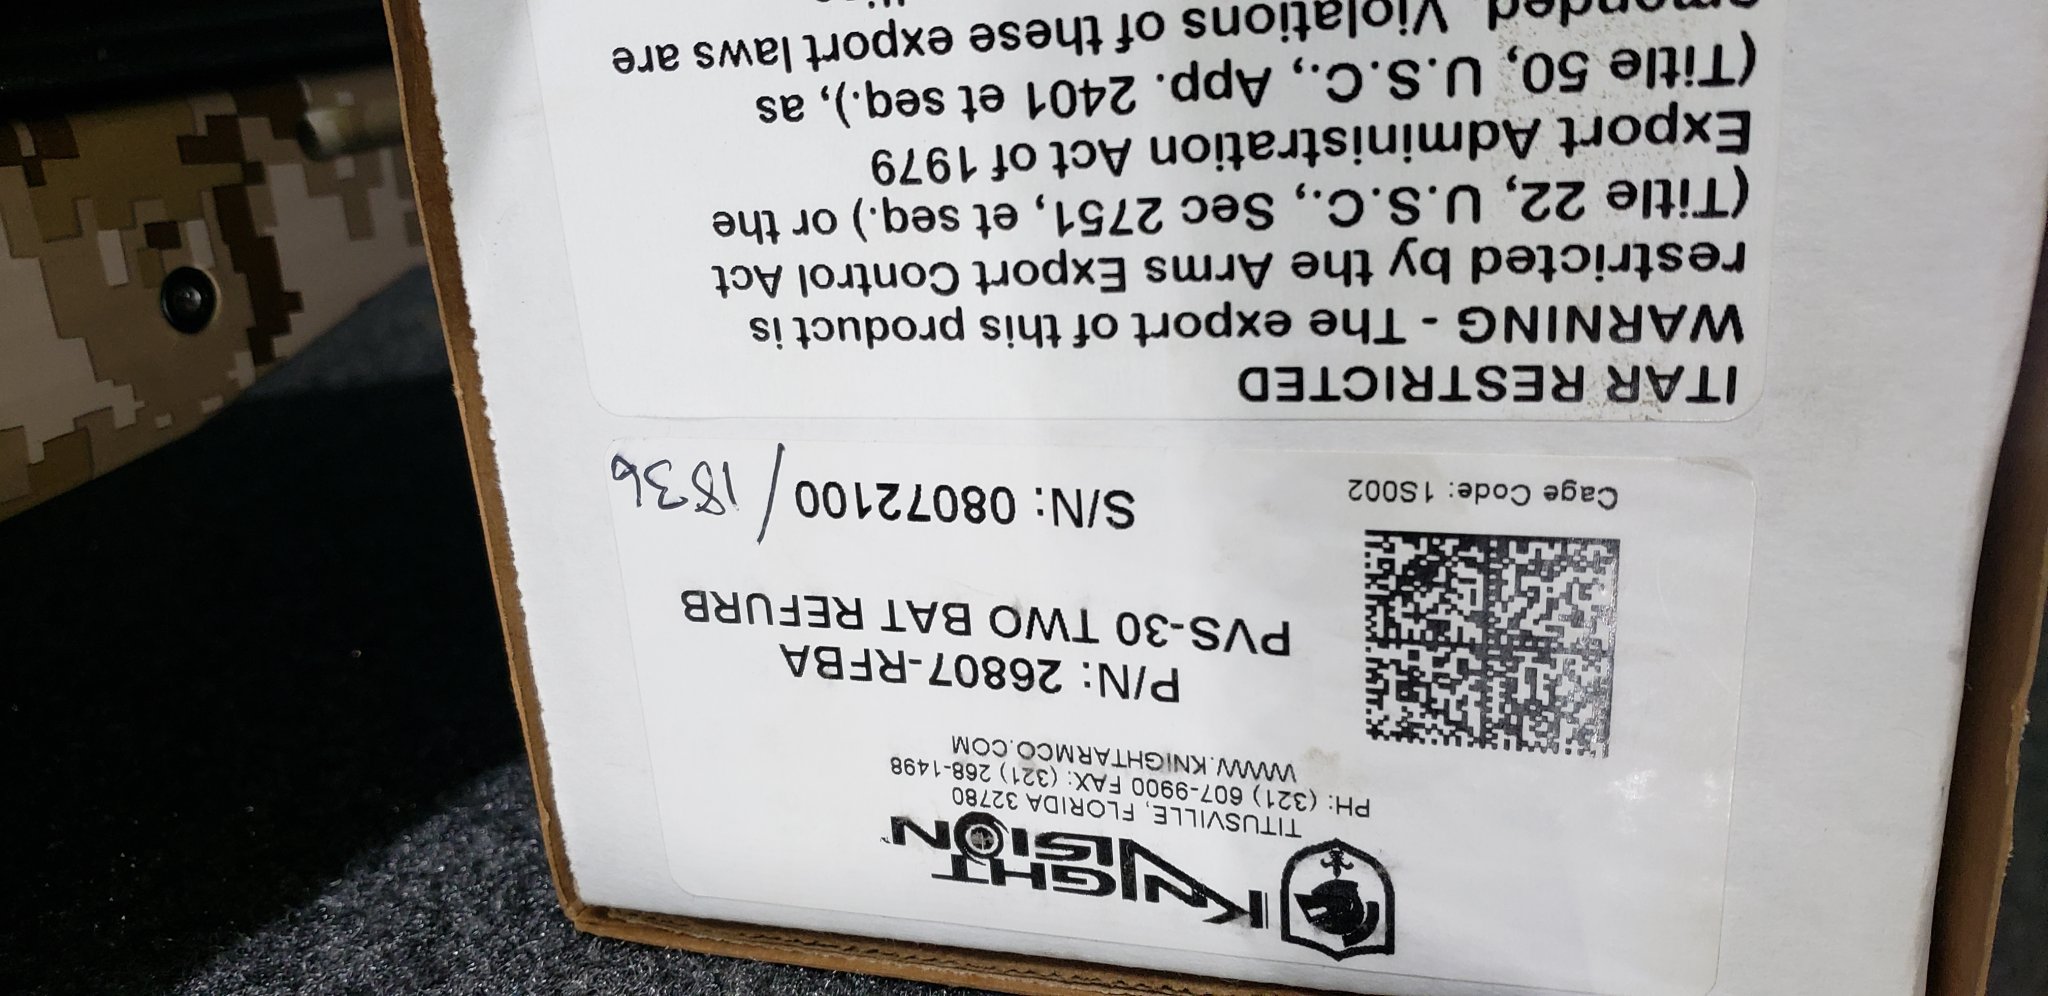 KNIGHT
VISION
TITUSVILLE, FLORIDA 32780
PH: (321) 607-9900 FAX: (321) 268-1498
WWW.KNIGHTARMCO.COM
P/N: 26807-RFBA
PVS-30 TWO BAT REFURB
S/N: 08072100 / 1836
Cage Code: 1S002
ITAR RESTRICTED
WARNING - The export of this product is
restricted by the Arms Export Control Act
(Title 22, U.S.C., Sec 2751, et seq.) or the
Export Administration Act of 1979
(Title 50, U.S.C., App. 2401 et seq.), as
amended. Violations of these export laws are